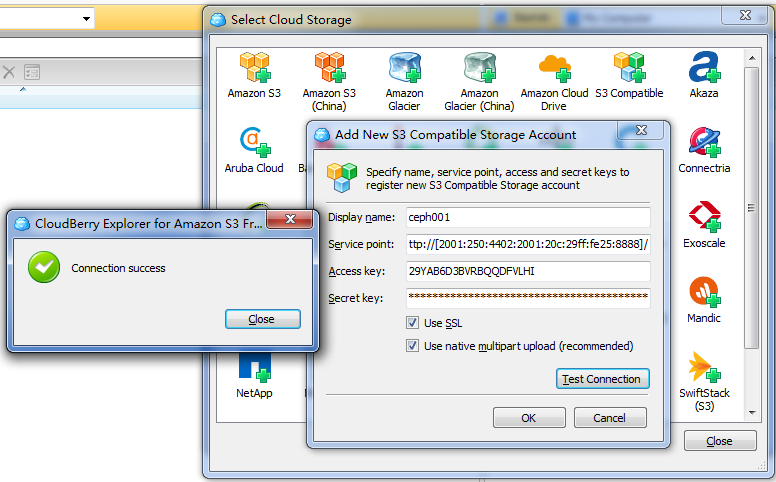 Select Cloud Storage
Amazon S3
Amazon S3
(China)
Amazon
Glacier
Amazon
Glacier (China)
Amazon Cloud
Drive
S3 Compatible
Akaza
Aruba Cloud
Connectria
Exoscale
Mandic
NetApp
SwiftStack
(S3)
Close
Add New S3 Compatible Storage Account
Specify name, service point, access and secret keys to
register new S3 Compatible Storage account
Display name: ceph001
Service point: ttp://[2001:250:4402:2001:20c:29ff:fe25:8888]/
Access key: 29YAB6D3BVRBQQDFVLHI
Secret key: ****************************************
Use SSL
Use native multipart upload (recommended)
Test Connection
OK Cancel
CloudBerry Explorer for Amazon S3 Fr...
Connection success
Close